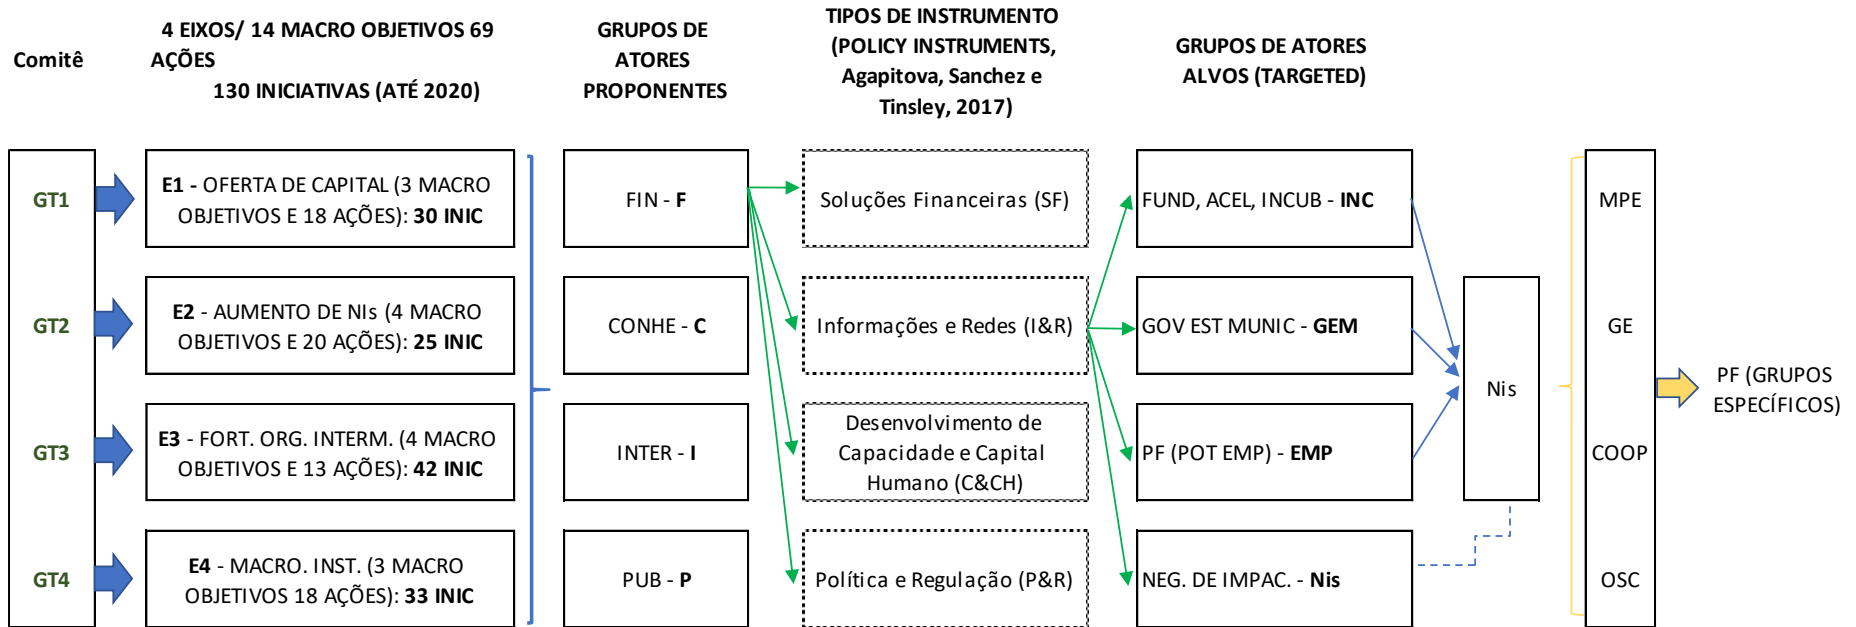 Comitê
4 EIXOS/ 14 MACRO OBJETIVOS 69
AÇÕES
130 INICIATIVAS (ATÉ 2020)
GRUPOS DE
ATORES
PROPONENTES
TIPOS DE INSTRUMENTO
(POLICY INSTRUMENTS,
Agapitova, Sanchez e
Tinsley, 2017)
GRUPOS DE ATORES
ALVOS (TARGETED)
GT1
E1 - OFERTA DE CAPITAL (3 MACRO
OBJETIVOS E 18 AÇÕES): 30 INIC
FIN - F
Soluções Financeiras (SF)
FUND, ACEL, INCUB - INC
MPE
GT2
E2 - AUMENTO DE NIs (4 MACRO
OBJETIVOS E 20 AÇÕES): 25 INIC
CONHE - C
Informações e Redes (I&R)
GOV EST MUNIC - GEM
GE
Nis
PF (GRUPOS
ESPECÍFICOS)
GT3
E3 - FORT. ORG. INTERM. (4 MACRO
OBJETIVOS E 13 AÇÕES): 42 INIC
INTER - I
Desenvolvimento de
Capacidade e Capital
Humano (C&CH)
PF (POT EMP) - EMP
COOP
GT4
E4 - MACRO. INST. (3 MACRO
OBJETIVOS 18 AÇÕES): 33 INIC
PUB - P
Política e Regulação (P&R)
NEG. DE IMPAC. - Nis
OSC